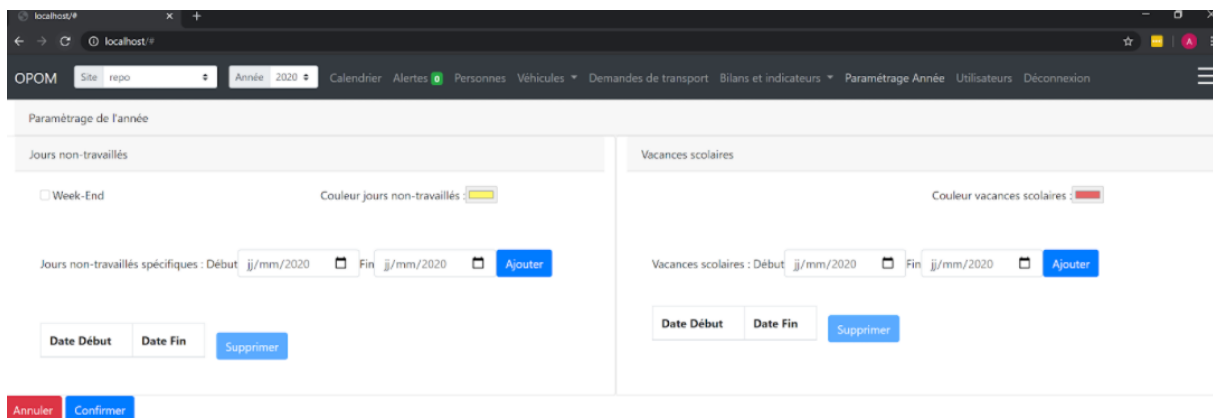 localhost/#
localhost/#
OPOM Site repo Année 2020 Calendrier Alertes 0 Personnes Véhicules Demandes de transport Bilans et indicateurs Paramétrage Année Utilisateurs Déconnexion
Paramétrage de l'année
Jours non-travaillés
Week-End Couleur jours non-travaillés :
Jours non-travaillés spécifiques : Début jj/mm/2020 Fin jj/mm/2020 Ajouter
Date Début Date Fin Supprimer
Vacances scolaires
Couleur vacances scolaires :
Vacances scolaires : Début jj/mm/2020 Fin jj/mm/2020 Ajouter
Date Début Date Fin Supprimer
Annuler Confirmer